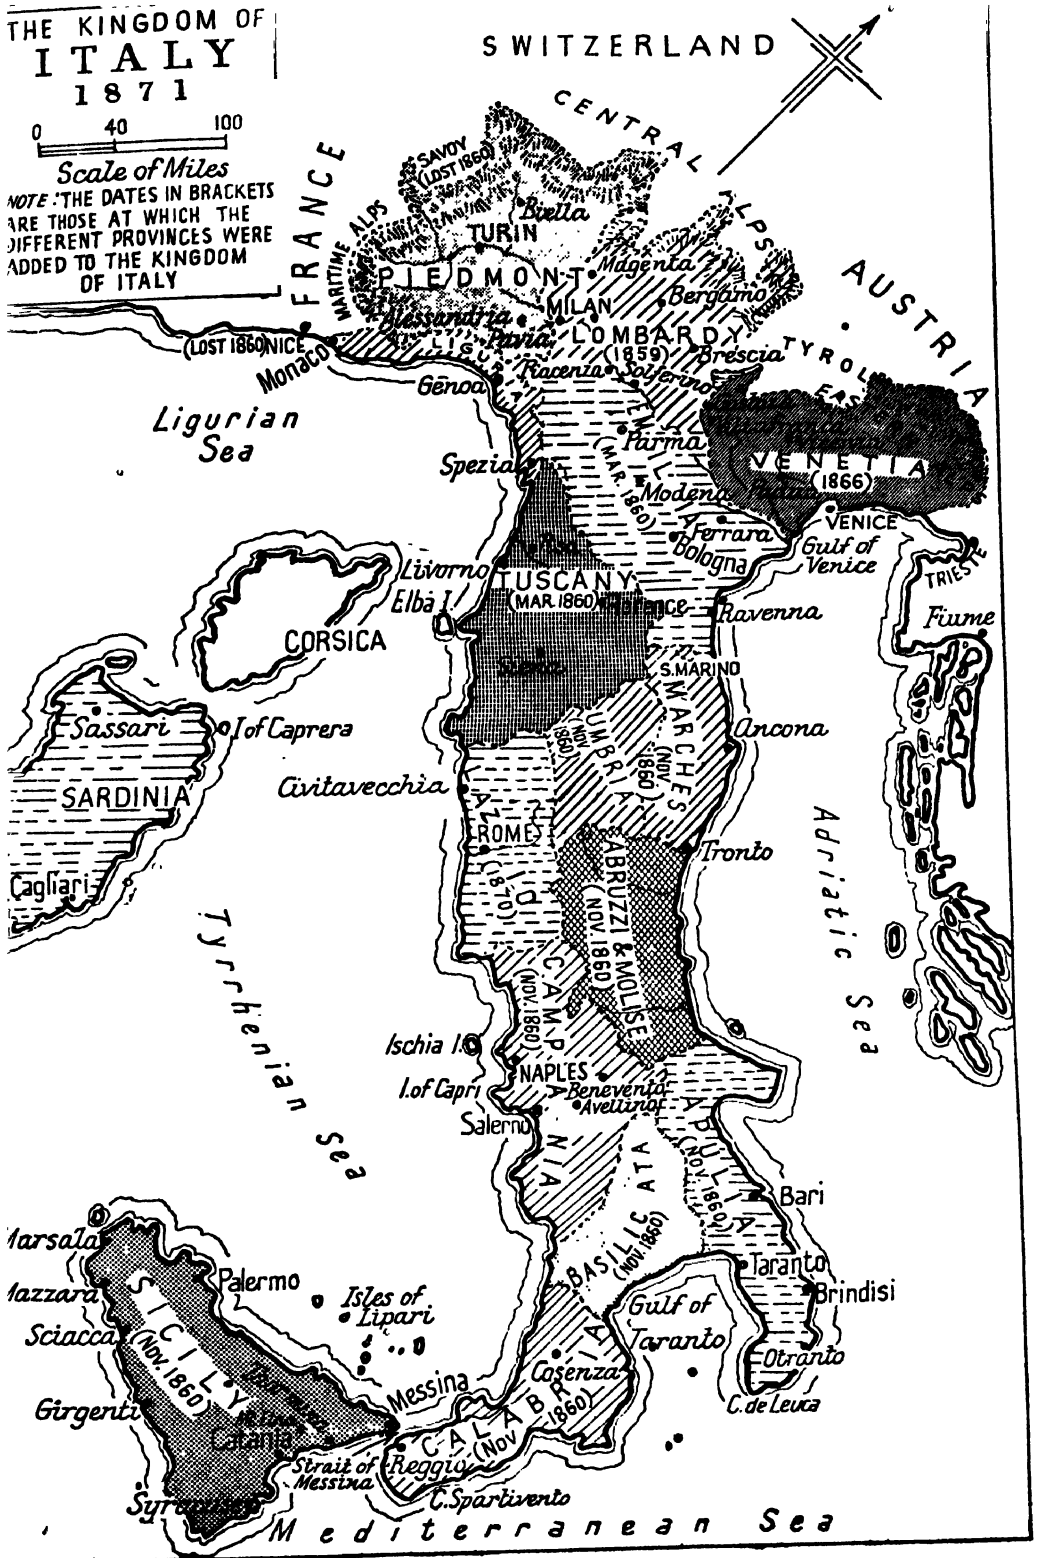 THE KINGDOM OF
ITALY
1871
0 40 100
Scale of Miles
NOTE: THE DATES IN BRACKETS
ARE THOSE AT WHICH THE
DIFFERENT PROVINCES WERE
ADDED TO THE KINGDOM
OF ITALY
SWITZERLAND
CENTRAL ALPS
FRANCE
MARITIME ALPS
SAVOY
(LOST 1860)
Biella
TURIN
PIEDMONT
Magenta
AUSTRIA
MILAN
Bergamo
Alessandria
Pavia
LOMBARDY
(1859)
Brescia
TYROL
(LOST 1860) NICE
Monaco
LIGURIA
Piacenza
Solferino
Genoa
Ligurian
Sea
EMILIA
(MAR. 1860)
Parma
Spezia
VENETIA
(1866)
Padua
Modena
VENICE
Ferrara
Bologna
Gulf of
Venice
TRIESTE
Livorno
TUSCANY
(MAR. 1860)
Florence
Elba I.
Ravenna
Fiume
CORSICA
Siena
S. MARINO
MARCHES
(NOV. 1860)
UMBRIA
(NOV. 1860)
Sassari
I. of Caprera
Ancona
Civitavecchia
SARDINIA
ROME
(1870)
Tronto
Adriatic Sea
Cagliari
ABRUZZI & MOLISE
(NOV. 1860)
Tyrrhenian Sea
CAMPANIA
(NOV. 1860)
Ischia I.
NAPLES
I. of Capri
Benevento
Avellino
Salerno
APULIA
(NOV. 1860)
BASILICATA
(NOV. 1860)
Bari
Marsala
Palermo
Taranto
Mazzara
Isles of
Lipari
Brindisi
Gulf of
Taranto
Sciacca
SICILY
(NOV. 1860)
Otranto
Cosenza
C. de Leuca
Messina
Girgenti
CALABRIA
(NOV 1860)
Catania
Strait of
Messina
Reggio
C. Spartivento
Mediterranean Sea